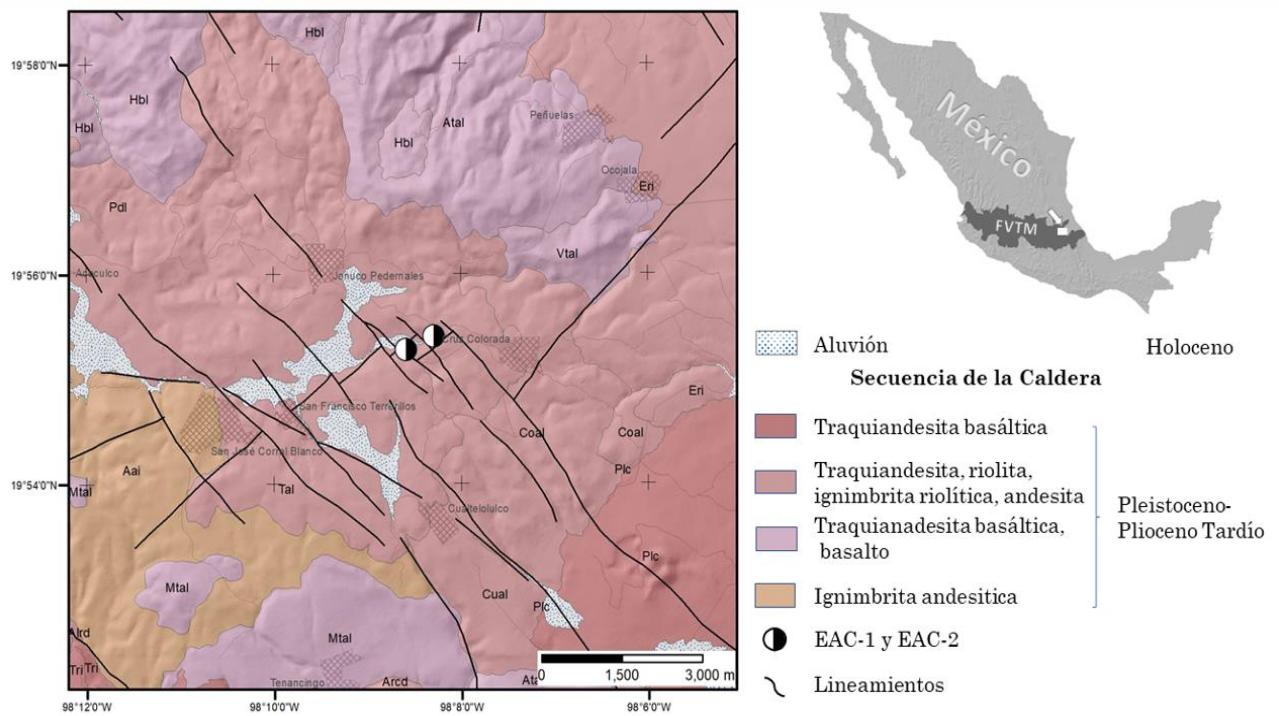 19°58'0"N
19°56'0"N
19°54'0"N
98°12'0"W
98°10'0"W
98°8'0"W
98°6'0"W
Hbl
Hbl
Hbl
Hbl
Atal
Peñuelas
Ocojala
Eri
Pdl
Vtal
Jonuco Pedernales
Cruz Colorada
Eri
San Francisco Terrerillos
Coal
Coal
San José Corral Blanco
Aai
Plc
Mtal
Tal
Cualtelolulco
Plc
Mtal
Cual
Plc
Mtal
Tri
Tri
Tenancingo
Arcd
0
1,500
3,000 m
México
FVTM
Aluvión
Holoceno
Secuencia de la Caldera
Traquiandesita basáltica
Traquiandesita, riolita,
ignimbrita riolítica, andesita
Traquianadesita basáltica,
basalto
Ignimbrita andesitica
Pleistoceno-
Plioceno Tardío
EAC-1 y EAC-2
Lineamientos